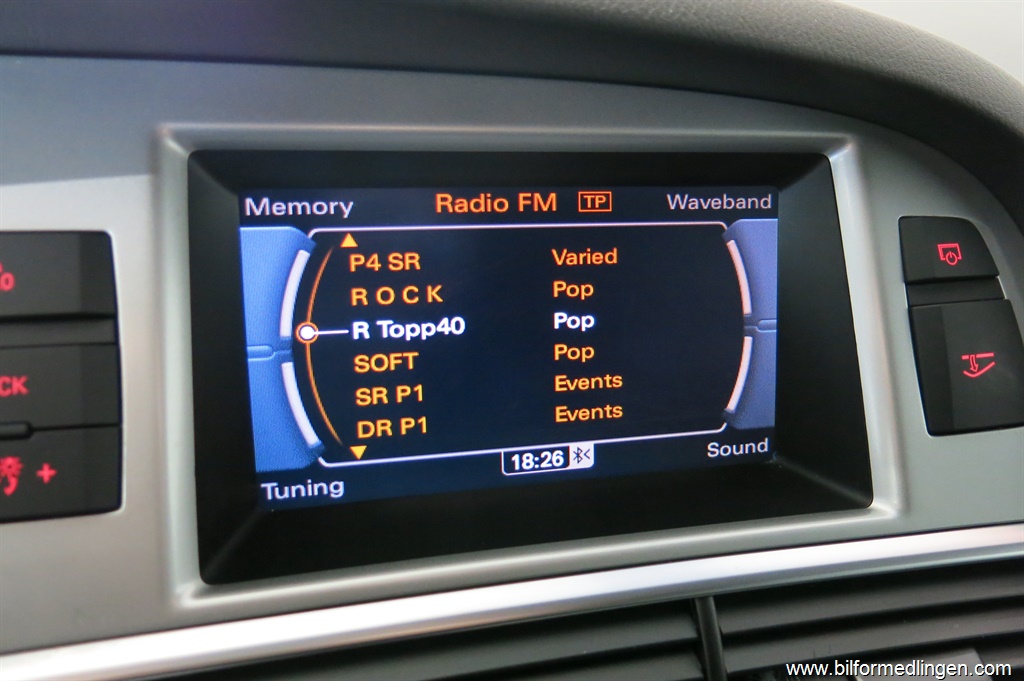 Memory Radio FM TP Waveband
P4 SR Varied
R O C K Pop
R Topp40 Pop
SOFT Pop
SR P1 Events
DR P1 Events
18:26
Tuning Sound
CK
+
www.bilformedlingen.com